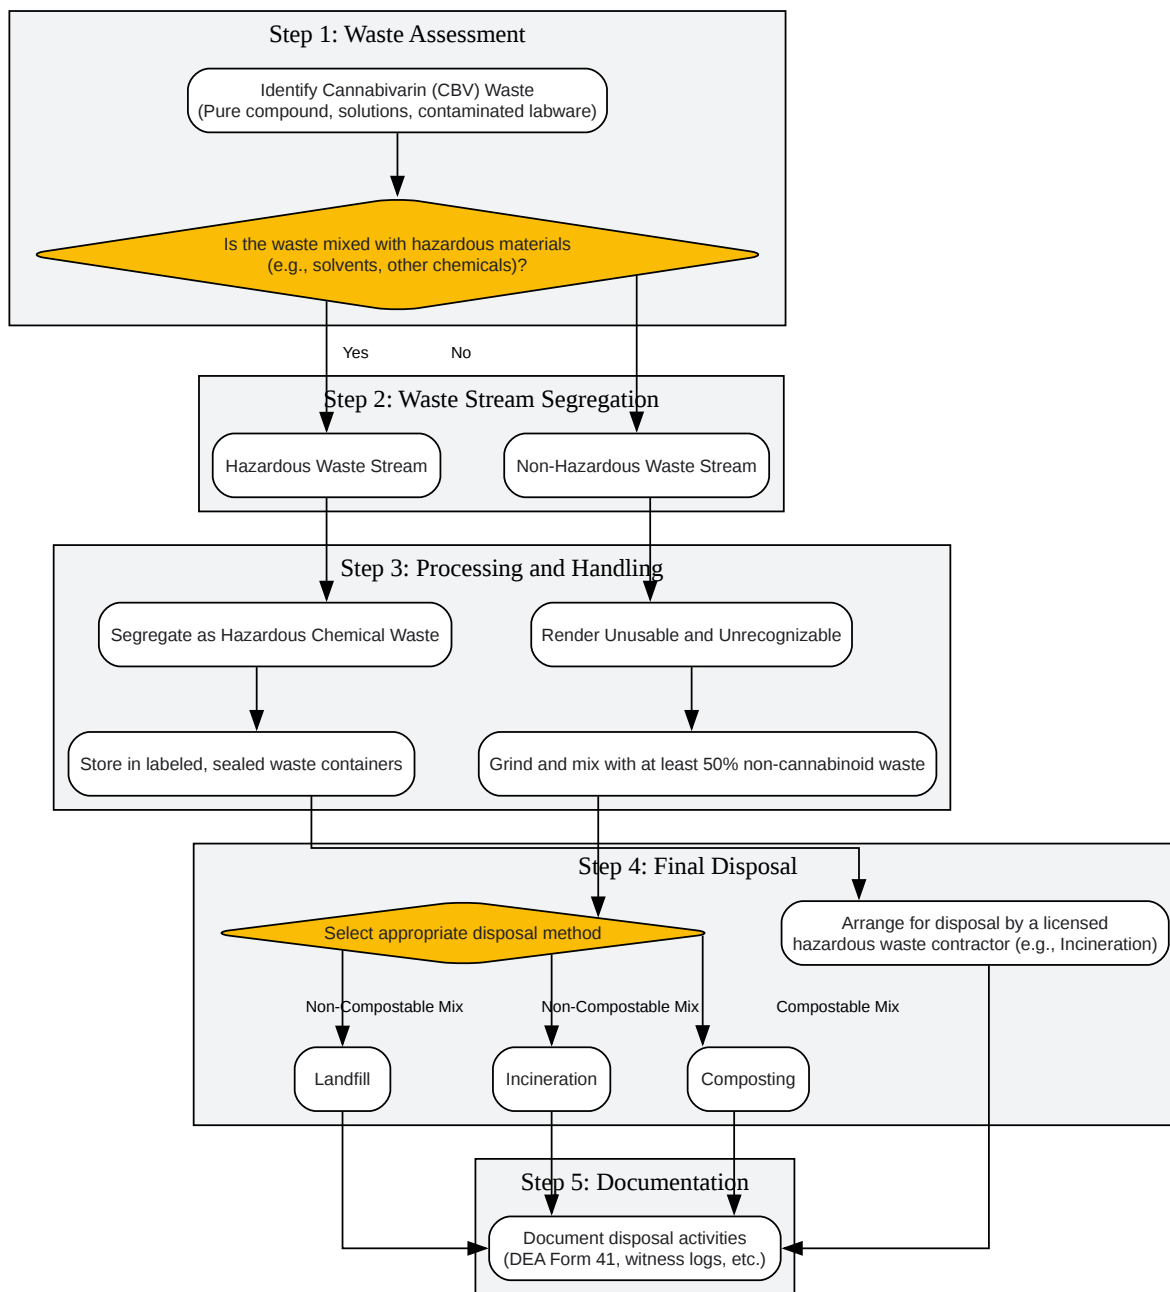 Step 1: Waste Assessment
Identify Cannabivarin (CBV) Waste
(Pure compound, solutions, contaminated labware)
Is the waste mixed with hazardous materials
(e.g., solvents, other chemicals)?
Yes
No
Step 2: Waste Stream Segregation
Hazardous Waste Stream
Non-Hazardous Waste Stream
Step 3: Processing and Handling
Segregate as Hazardous Chemical Waste
Render Unusable and Unrecognizable
Store in labeled, sealed waste containers
Grind and mix with at least 50% non-cannabinoid waste
Step 4: Final Disposal
Select appropriate disposal method
Arrange for disposal by a licensed
hazardous waste contractor (e.g., Incineration)
Non-Compostable Mix
Non-Compostable Mix
Compostable Mix
Landfill
Incineration
Composting
Step 5: Documentation
Document disposal activities
(DEA Form 41, witness logs, etc.)